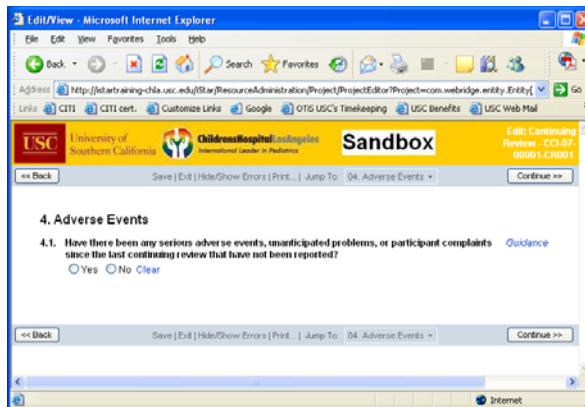 Edit/View - Microsoft Internet Explorer
File Edit View Favorites Tools Help
Back Search Favorites
Address http://istartraining-chla.usc.edu/iStar/ResourceAdministration/Project/ProjectEditor?Project=com.webridge.entity.Entity[ Go
Links CITI CITI cert. Customize Links Google OTIS USC's Timekeeping USC Benefits USC Web Mail
USC University of Southern California ChildrensHospitalLosAngeles International Leader in Pediatrics Sandbox Edit: Continuing Review - CCI-07-00001-CR001
<< Back Save | Exit | Hide/Show Errors | Print... | Jump To: 04. Adverse Events Continue >>
4. Adverse Events
4.1. Have there been any serious adverse events, unanticipated problems, or participant complaints Guidance
since the last continuing review that have not been reported?
Yes No Clear
<< Back Save | Exit | Hide/Show Errors | Print... | Jump To: 04. Adverse Events Continue >>
Internet